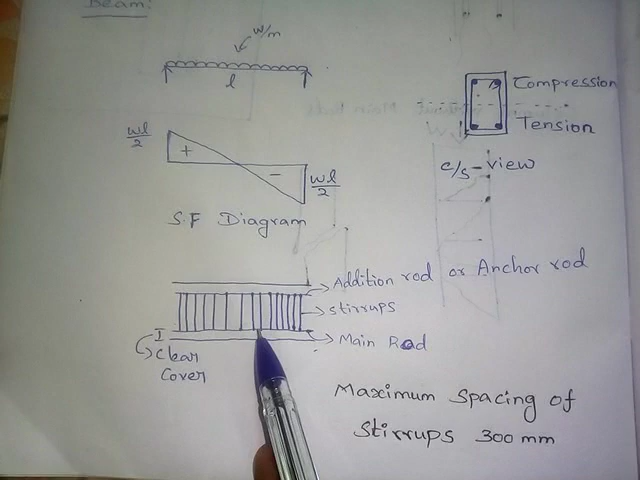 Beam:
W/m
l
Wl/2
+
-
Wl/2
S.F Diagram
Compression
Tension
c/s-view
Addition rod or Anchor rod
stirrups
Main Rod
Clear
Cover
Maximum Spacing of
Stirrups 300 mm